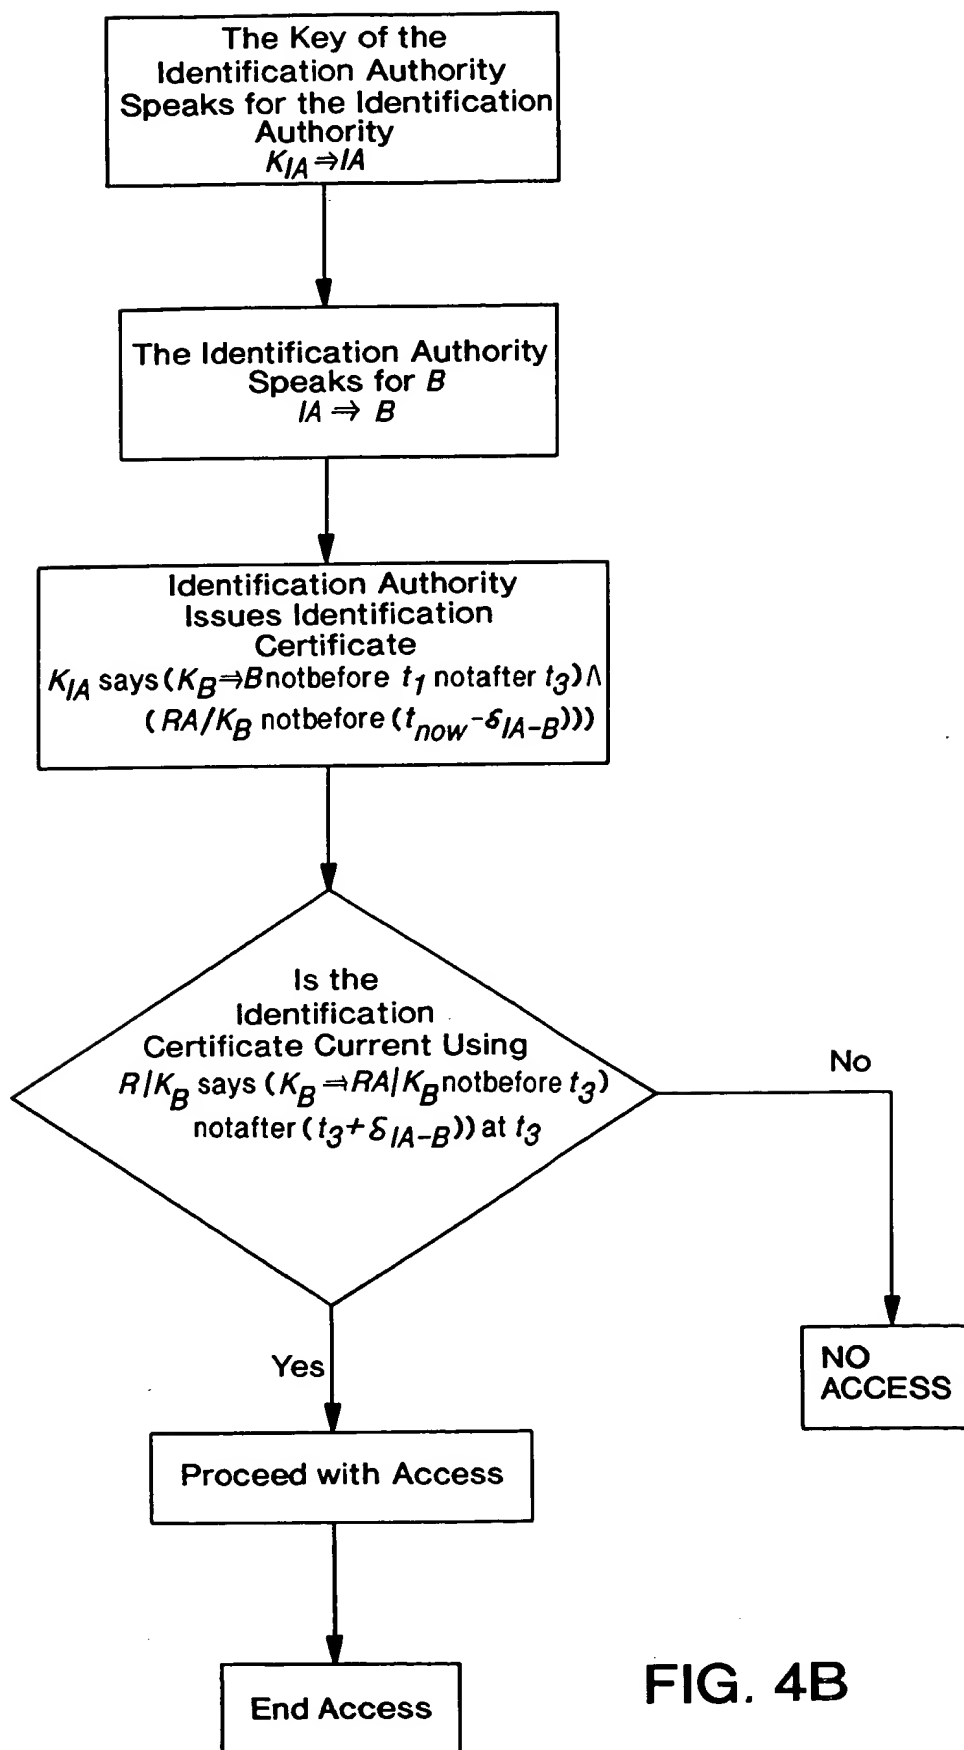 The Key of the
Identification Authority
Speaks for the Identification
Authority
K_IA ⇒ IA
The Identification Authority
Speaks for B
IA ⇒ B
Identification Authority
Issues Identification
Certificate
K_IA says (K_B ⇒ B notbefore t_1 notafter t_3) ∧
(RA/K_B notbefore (t_now - δ_IA-B)))
Is the
Identification
Certificate Current Using
R/K_B says (K_B ⇒ RA/K_B notbefore t_3)
notafter (t_3 + δ_IA-B)) at t_3
No
Yes
NO
ACCESS
Proceed with Access
End Access
FIG. 4B